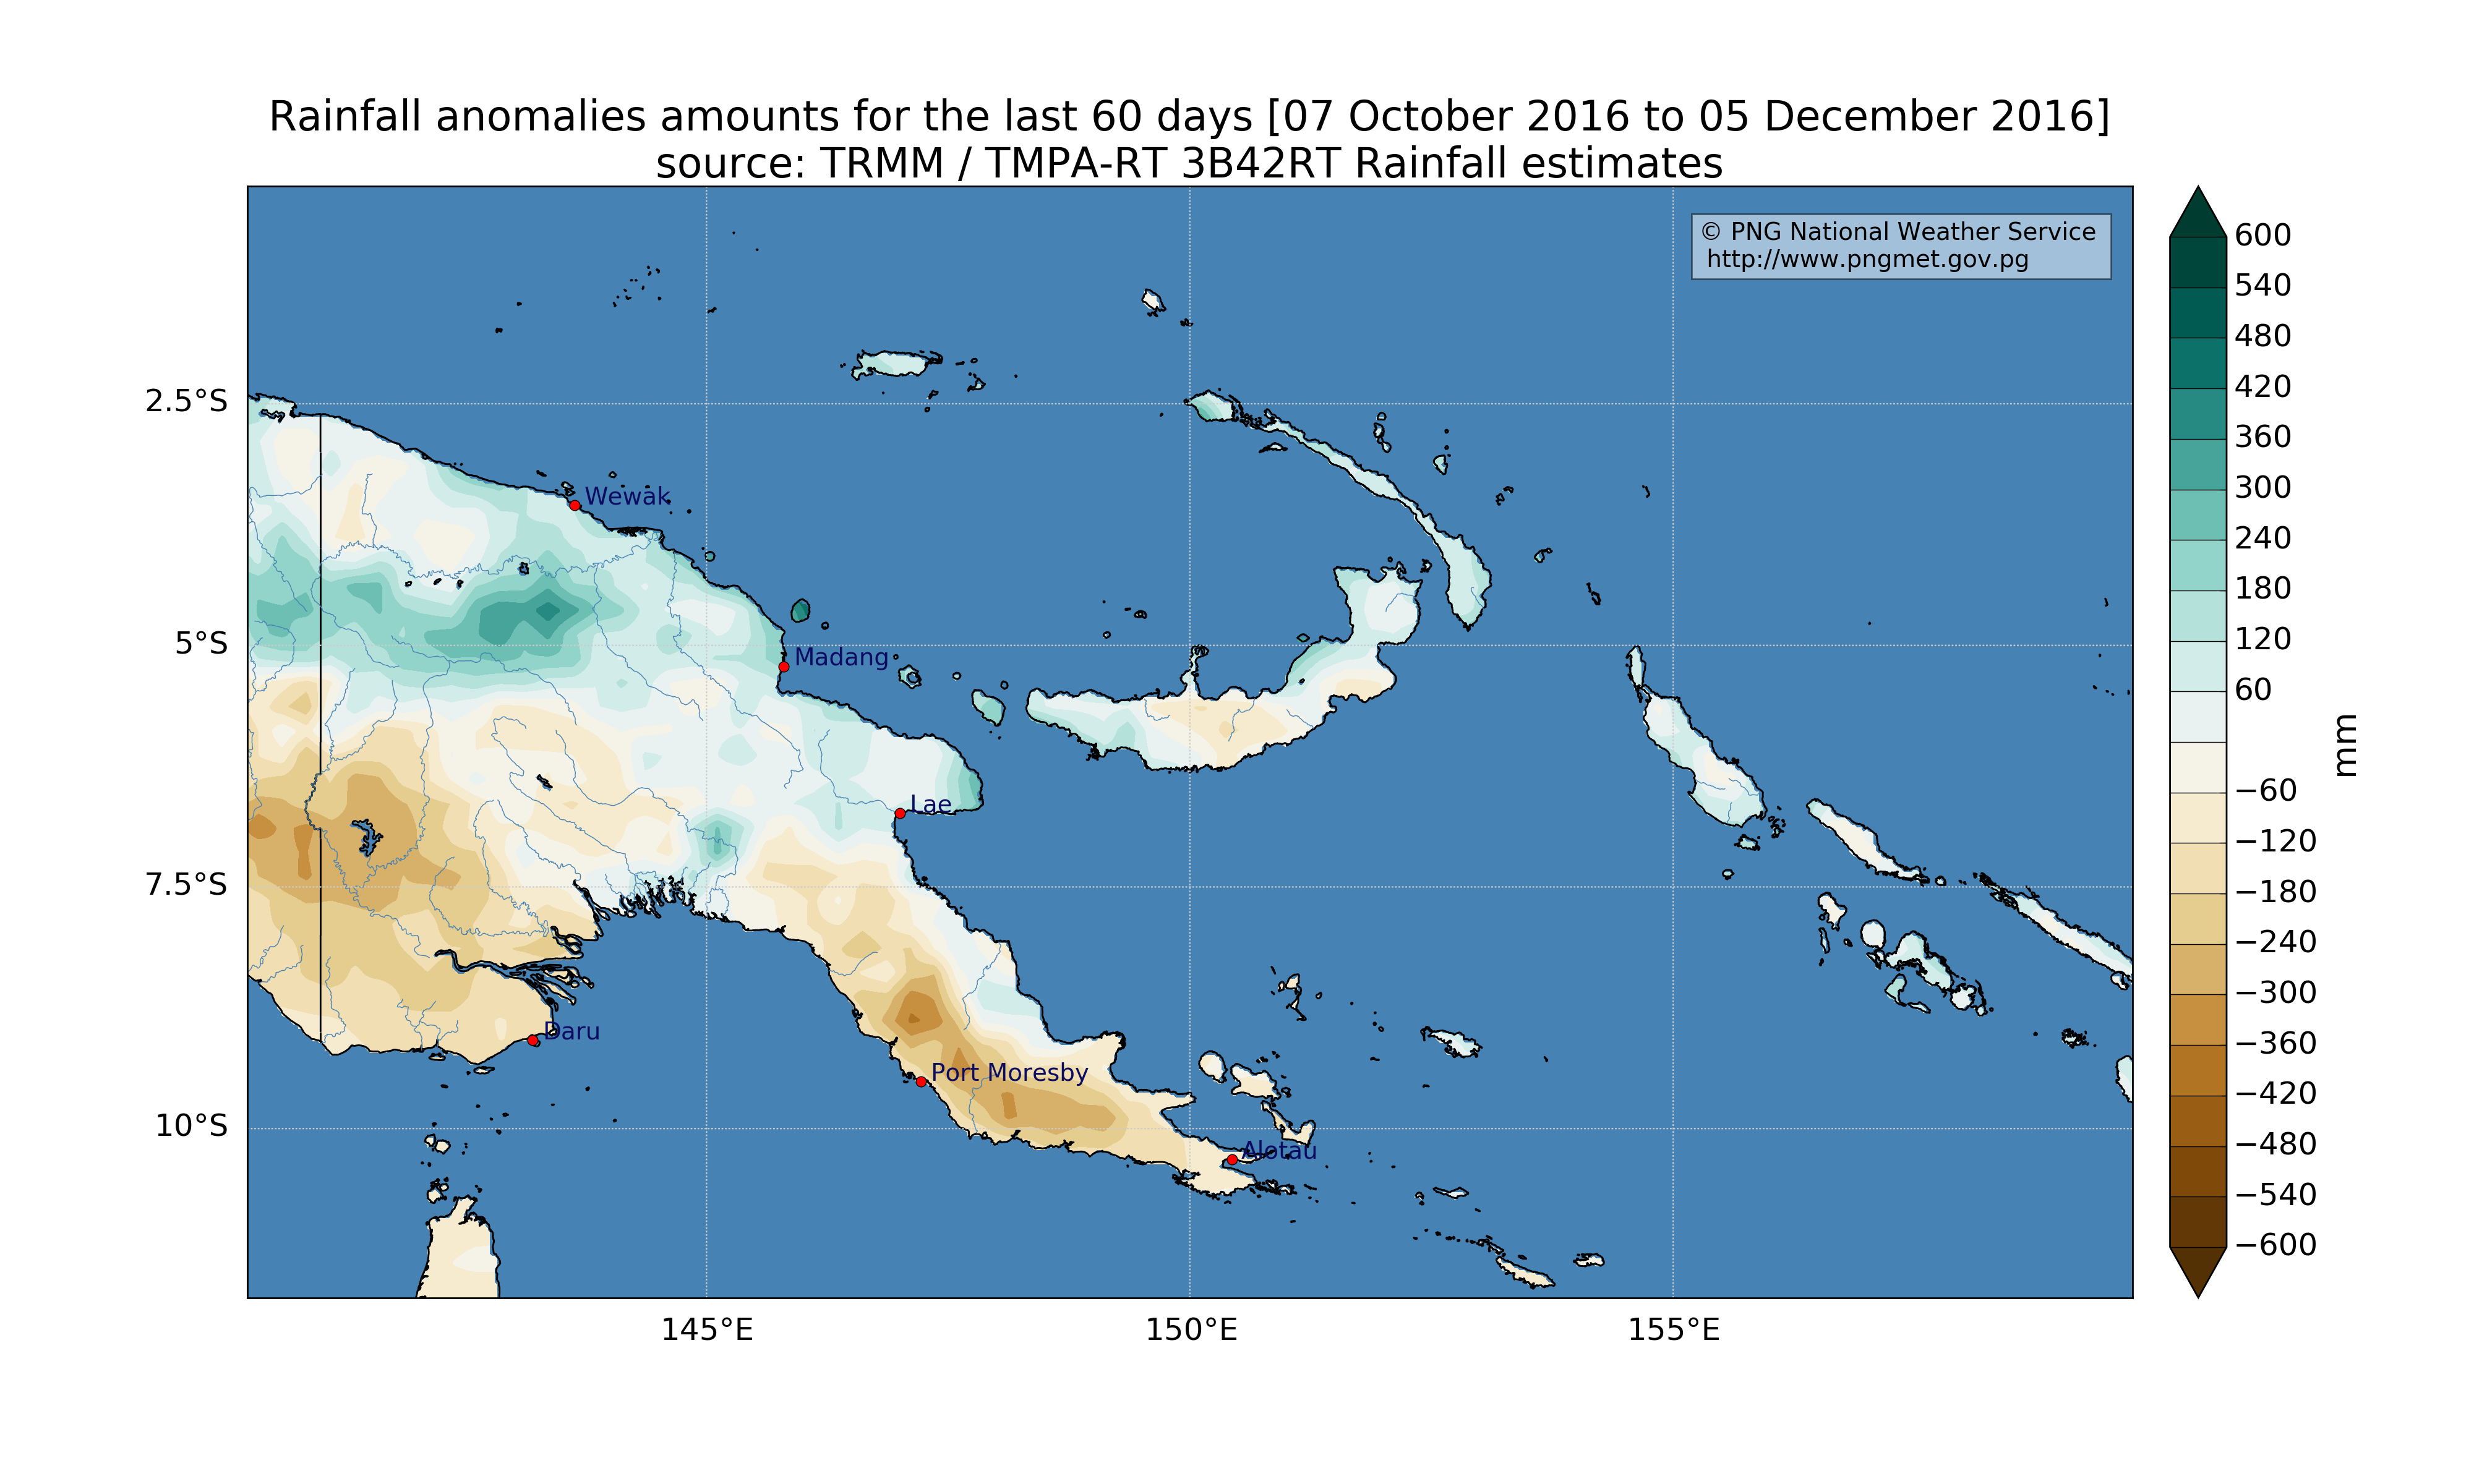 Rainfall anomalies amounts for the last 60 days [07 October 2016 to 05 December 2016]
source: TRMM / TMPA-RT 3B42RT Rainfall estimates
© PNG National Weather Service
http://www.pngmet.gov.pg
2.5°S
5°S
7.5°S
10°S
Wewak
Madang
Lae
Daru
Port Moresby
Alotau
145°E
150°E
155°E
600
540
480
420
360
300
240
180
120
60
−60
−120
−180
−240
−300
−360
−420
−480
−540
−600
mm